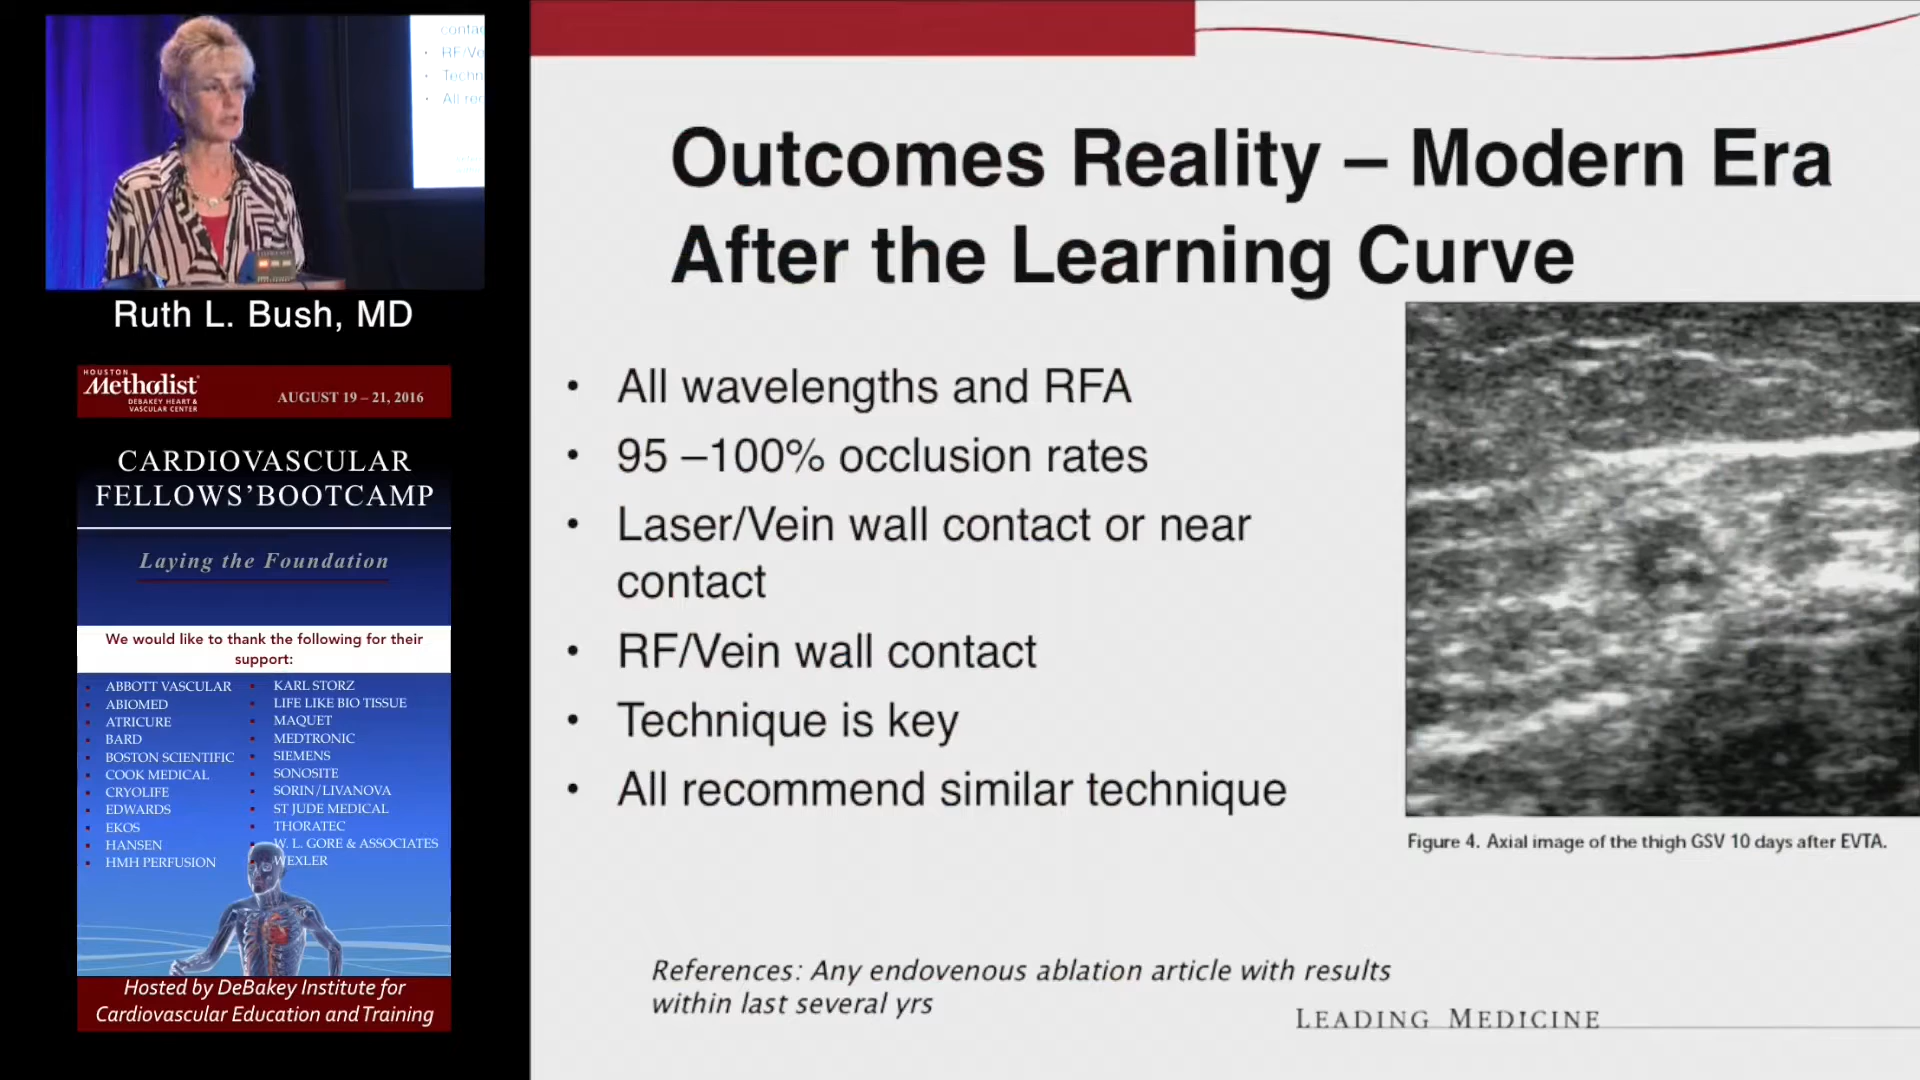 contac
RF/Ve
Techn
All rec
Ruth L. Bush, MD
HOUSTON
Methodist
DEBAKEY HEART &
VASCULAR CENTER
AUGUST 19 – 21, 2016
CARDIOVASCULAR
FELLOWS'BOOTCAMP
Laying the Foundation
We would like to thank the following for their
support:
ABBOTT VASCULAR
ABIOMED
ATRICURE
BARD
BOSTON SCIENTIFIC
COOK MEDICAL
CRYOLIFE
EDWARDS
EKOS
HANSEN
HMH PERFUSION
KARL STORZ
LIFE LIKE BIO TISSUE
MAQUET
MEDTRONIC
SIEMENS
SONOSITE
SORIN/LIVANOVA
ST JUDE MEDICAL
THORATEC
W. L. GORE & ASSOCIATES
WEXLER
Hosted by DeBakey Institute for
Cardiovascular Education and Training
Outcomes Reality – Modern Era
After the Learning Curve
• All wavelengths and RFA
• 95 –100% occlusion rates
• Laser/Vein wall contact or near
contact
• RF/Vein wall contact
• Technique is key
• All recommend similar technique
Figure 4. Axial image of the thigh GSV 10 days after EVTA.
References: Any endovenous ablation article with results
within last several yrs
LEADING MEDICINE